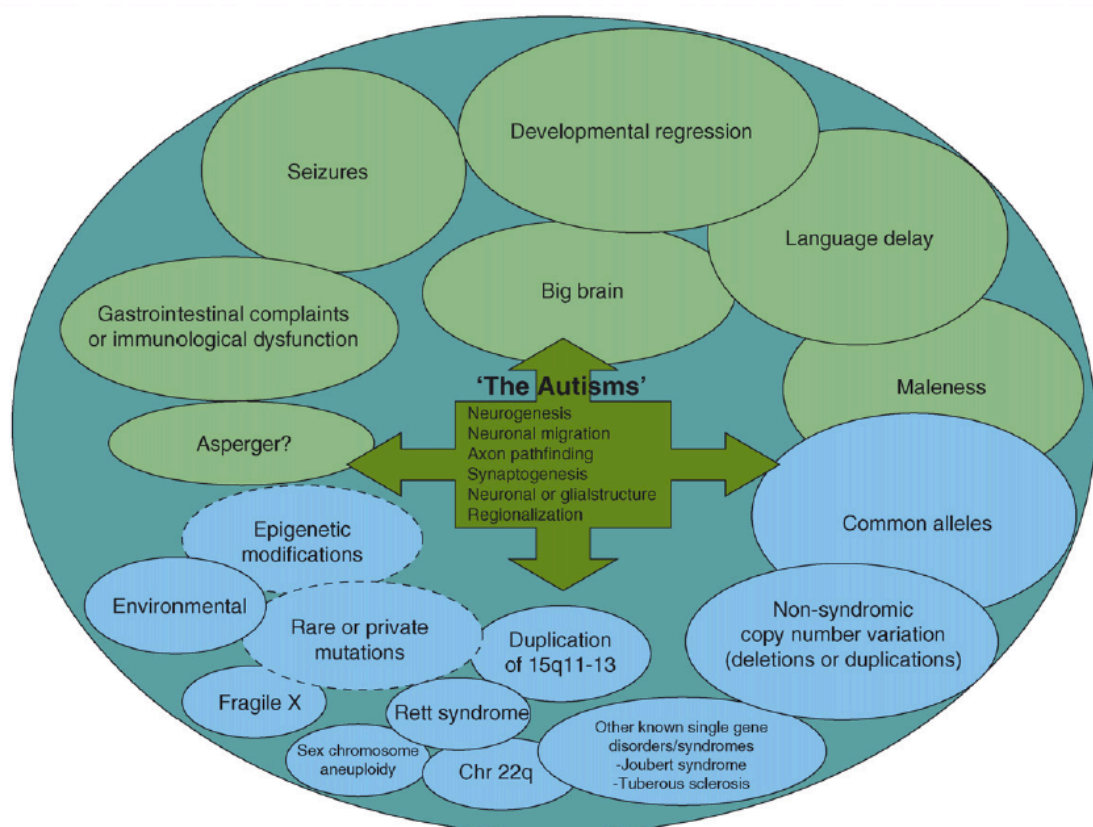 Developmental regression
Seizures
Language delay
Big brain
Gastrointestinal complaints
or immunological dysfunction
'The Autisms'
Maleness
Neurogenesis
Neuronal migration
Axon pathfinding
Synaptogenesis
Neuronal or glialstructure
Regionalization
Asperger?
Common alleles
Epigenetic
modifications
Environmental
Rare or private
mutations
Duplication
of 15q11-13
Non-syndromic
copy number variation
(deletions or duplications)
Fragile X
Rett syndrome
Sex chromosome
aneuploidy
Chr 22q
Other known single gene
disorders/syndromes
-Joubert syndrome
-Tuberous sclerosis